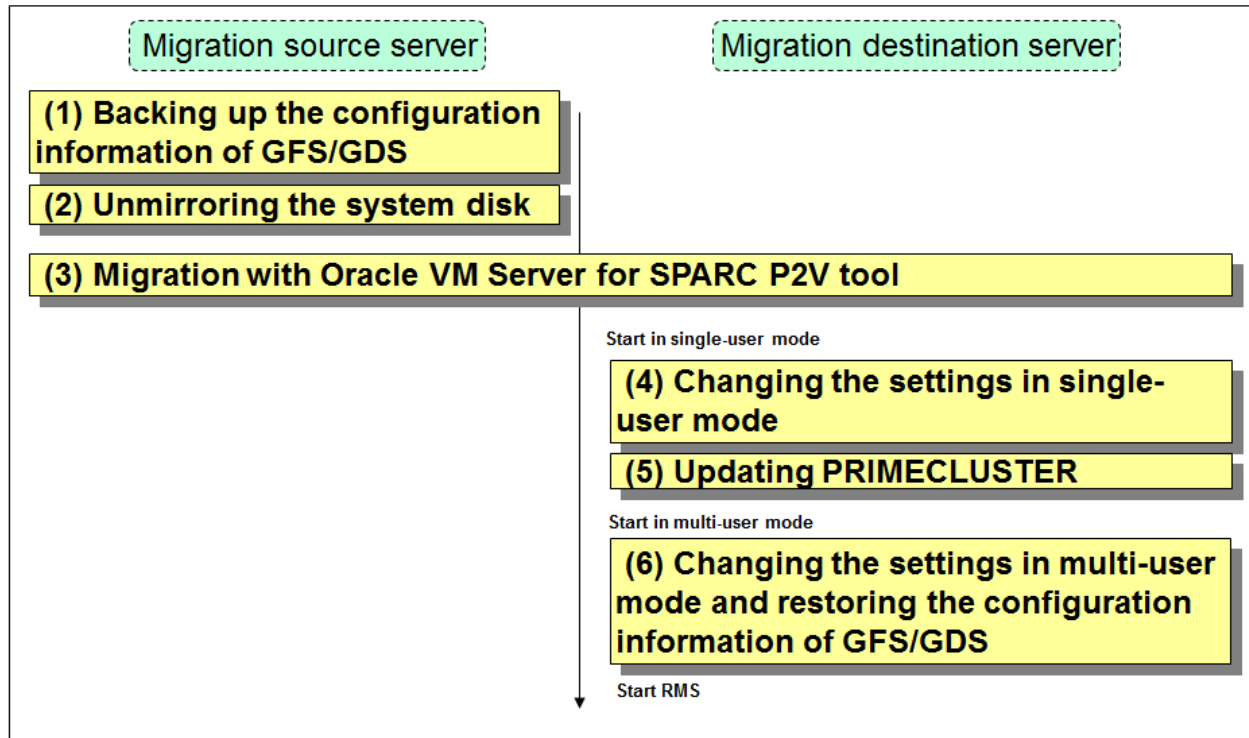 Migration source server
Migration destination server
(1) Backing up the configuration
information of GFS/GDS
(2) Unmirroring the system disk
(3) Migration with Oracle VM Server for SPARC P2V tool
Start in single-user mode
(4) Changing the settings in single-
user mode
(5) Updating PRIMECLUSTER
Start in multi-user mode
(6) Changing the settings in multi-user
mode and restoring the configuration
information of GFS/GDS
Start RMS